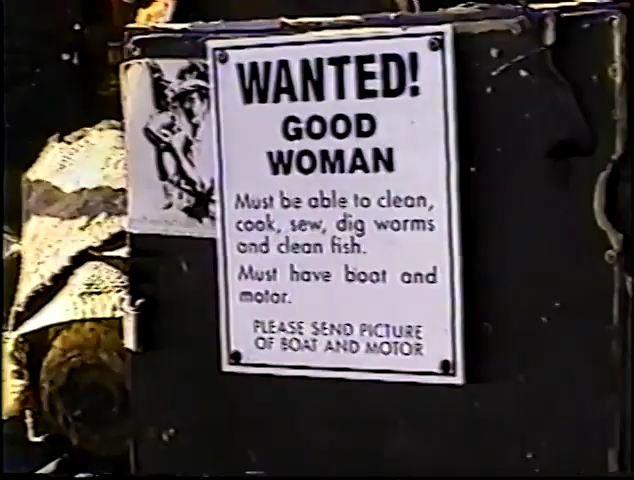 WANTED!
GOOD
WOMAN
Must be able to clean,
cook, sew, dig worms
and clean fish.
Must have boat and
motor.
PLEASE SEND PICTURE
OF BOAT AND MOTOR